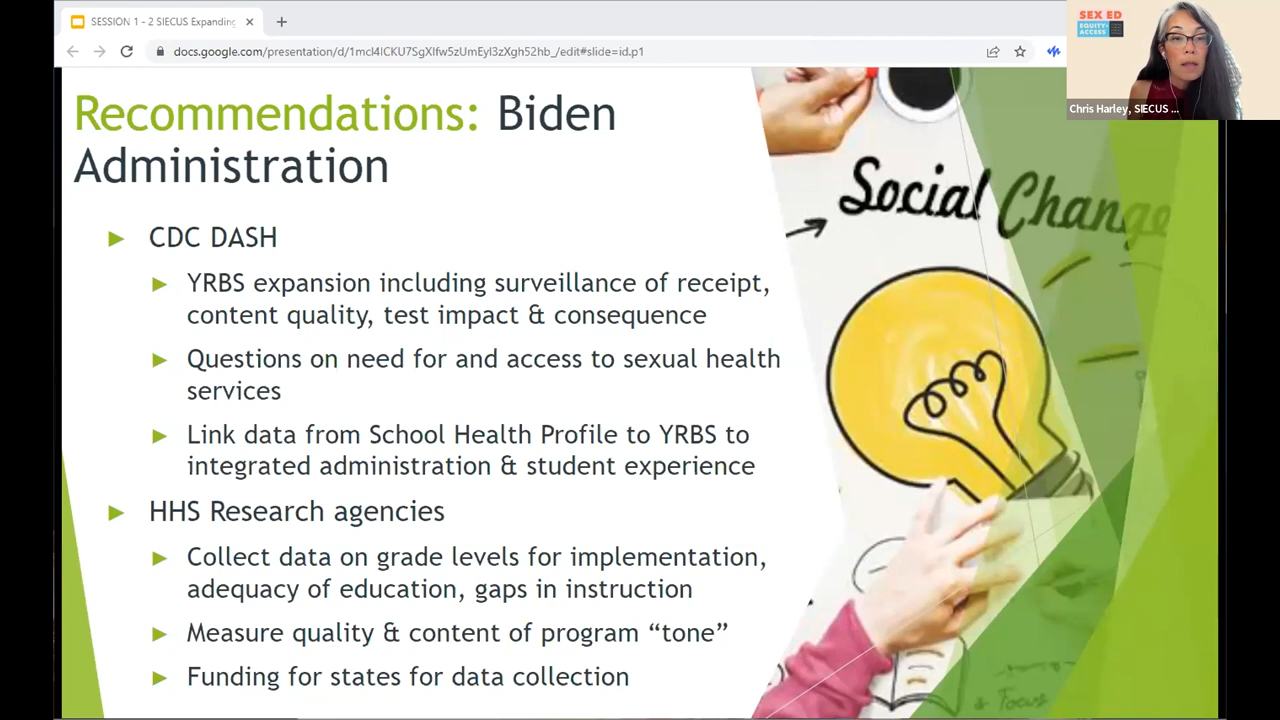 SESSION 1 - 2 SIECUS Expanding
docs.google.com/presentation/d/1mcl4lCKU7SgXlfw5zUmEyl3zXgh52hb_/edit#slide=id.p1
SEX ED
EQUITY-
ACCESS
Chris Harley, SIECUS ...
Recommendations: Biden
Administration
CDC DASH
YRBS expansion including surveillance of receipt,
content quality, test impact & consequence
Questions on need for and access to sexual health
services
Link data from School Health Profile to YRBS to
integrated administration & student experience
HHS Research agencies
Collect data on grade levels for implementation,
adequacy of education, gaps in instruction
Measure quality & content of program “tone”
Funding for states for data collection
Social Change
& Focus